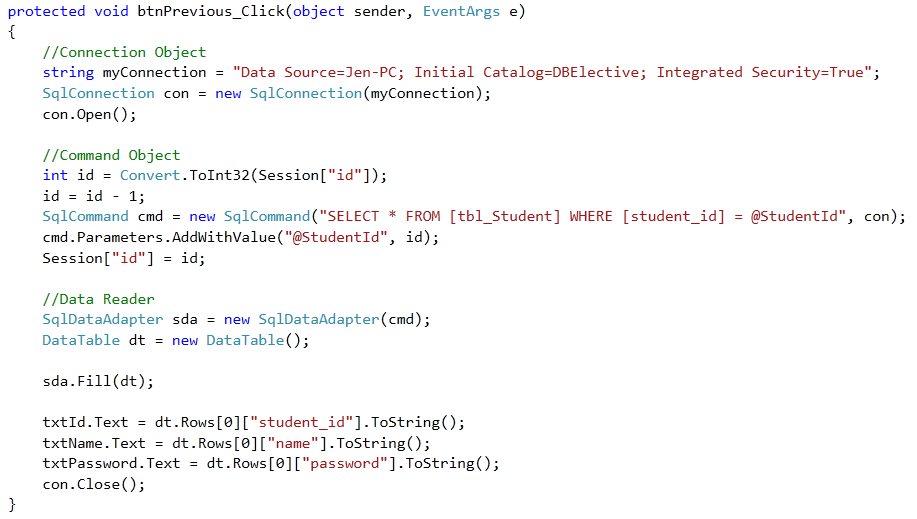 protected void btnPrevious_Click(object sender, EventArgs e)
{
    //Connection Object
    string myConnection = "Data Source=Jen-PC; Initial Catalog=DBElective; Integrated Security=True";
    SqlConnection con = new SqlConnection(myConnection);
    con.Open();

    //Command Object
    int id = Convert.ToInt32(Session["id"]);
    id = id - 1;
    SqlCommand cmd = new SqlCommand("SELECT * FROM [tbl_Student] WHERE [student_id] = @StudentId", con);
    cmd.Parameters.AddWithValue("@StudentId", id);
    Session["id"] = id;

    //Data Reader
    SqlDataAdapter sda = new SqlDataAdapter(cmd);
    DataTable dt = new DataTable();

    sda.Fill(dt);

    txtId.Text = dt.Rows[0]["student_id"].ToString();
    txtName.Text = dt.Rows[0]["name"].ToString();
    txtPassword.Text = dt.Rows[0]["password"].ToString();
    con.Close();
}